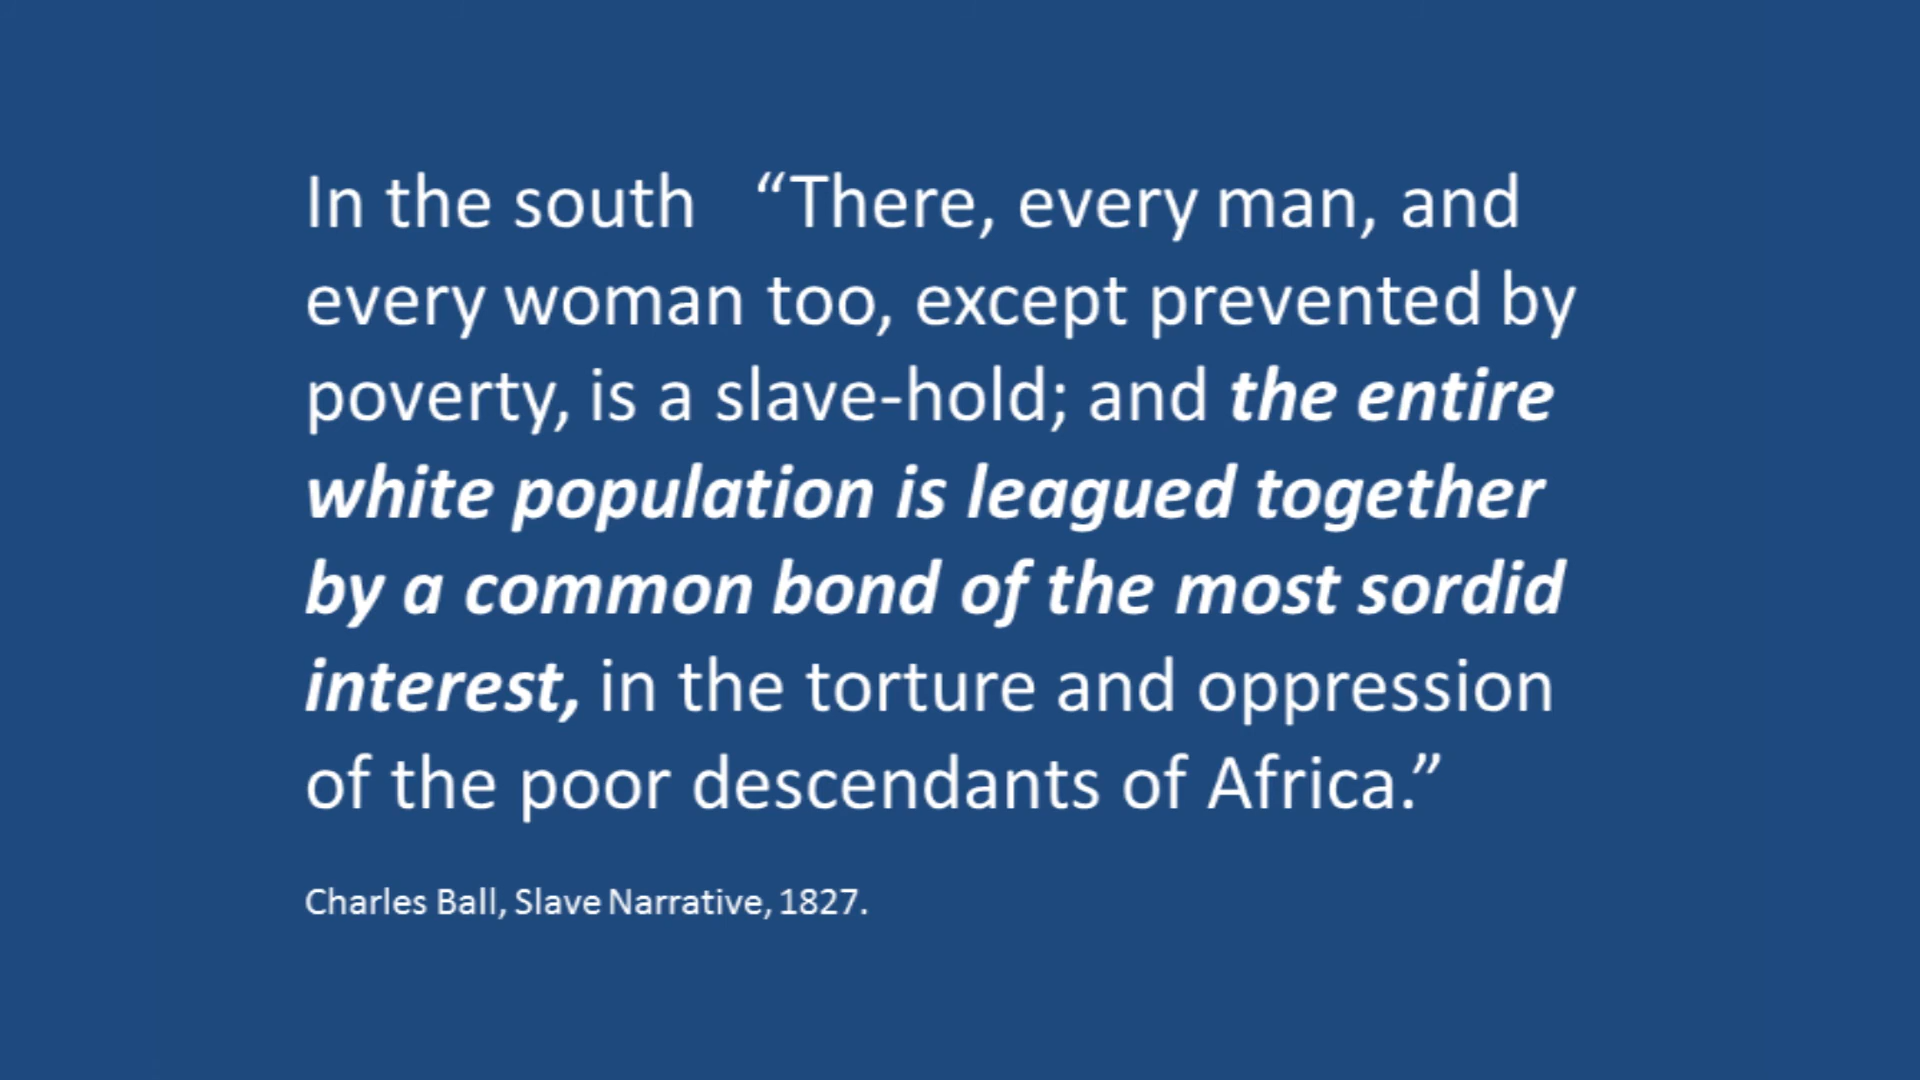 In the south “There, every man, and
every woman too, except prevented by
poverty, is a slave-hold; and the entire
white population is leagued together
by a common bond of the most sordid
interest, in the torture and oppression
of the poor descendants of Africa.”
Charles Ball, Slave Narrative, 1827.